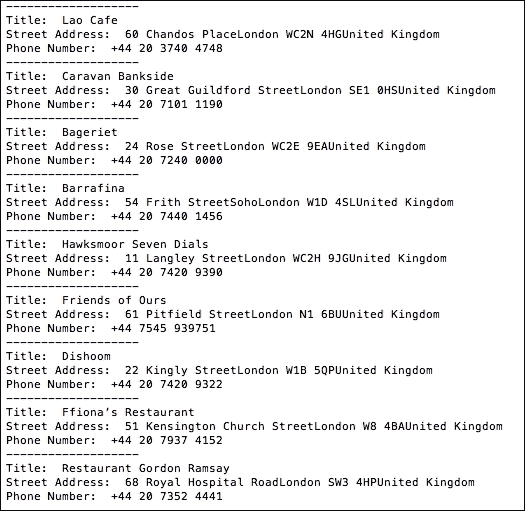 -------------------
Title:  Lao Cafe
Street Address:  60 Chandos PlaceLondon WC2N 4HGUnited Kingdom
Phone Number:  +44 20 3740 4748
-------------------
Title:  Caravan Bankside
Street Address:  30 Great Guildford StreetLondon SE1 0HSUnited Kingdom
Phone Number:  +44 20 7101 1190
-------------------
Title:  Bageriet
Street Address:  24 Rose StreetLondon WC2E 9EAUnited Kingdom
Phone Number:  +44 20 7240 0000
-------------------
Title:  Barrafina
Street Address:  54 Frith StreetSohoLondon W1D 4SLUnited Kingdom
Phone Number:  +44 20 7440 1456
-------------------
Title:  Hawksmoor Seven Dials
Street Address:  11 Langley StreetLondon WC2H 9JGUnited Kingdom
Phone Number:  +44 20 7420 9390
-------------------
Title:  Friends of Ours
Street Address:  61 Pitfield StreetLondon N1 6BUUnited Kingdom
Phone Number:  +44 7545 939751
-------------------
Title:  Dishoom
Street Address:  22 Kingly StreetLondon W1B 5QPUnited Kingdom
Phone Number:  +44 20 7420 9322
-------------------
Title:  Ffiona’s Restaurant
Street Address:  51 Kensington Church StreetLondon W8 4BAUnited Kingdom
Phone Number:  +44 20 7937 4152
-------------------
Title:  Restaurant Gordon Ramsay
Street Address:  68 Royal Hospital RoadLondon SW3 4HPUnited Kingdom
Phone Number:  +44 20 7352 4441